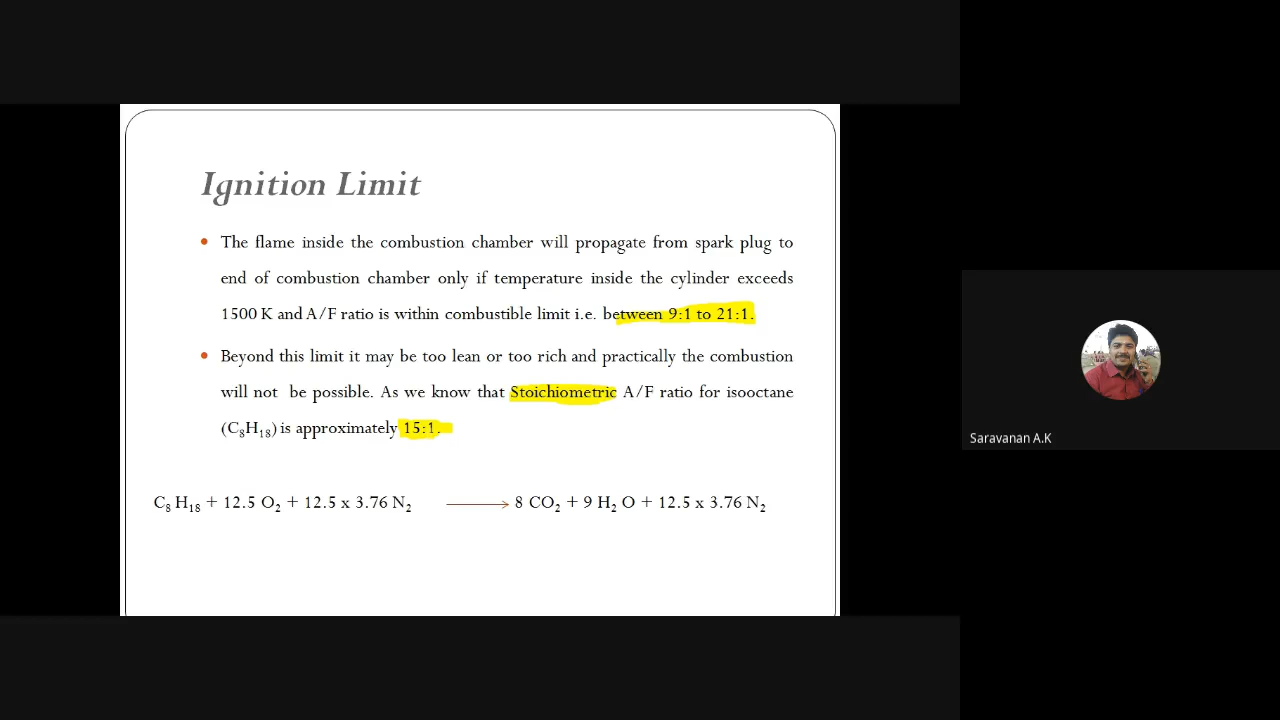 Ignition Limit
• The flame inside the combustion chamber will propagate from spark plug to
end of combustion chamber only if temperature inside the cylinder exceeds
1500 K and A/F ratio is within combustible limit i.e. between 9:1 to 21:1.
• Beyond this limit it may be too lean or too rich and practically the combustion
will not be possible. As we know that Stoichiometric A/F ratio for isooctane
(C₈H₁₈) is approximately 15:1.
C₈ H₁₈ + 12.5 O₂ + 12.5 x 3.76 N₂ ⟶ 8 CO₂ + 9 H₂ O + 12.5 x 3.76 N₂
Saravanan A.K